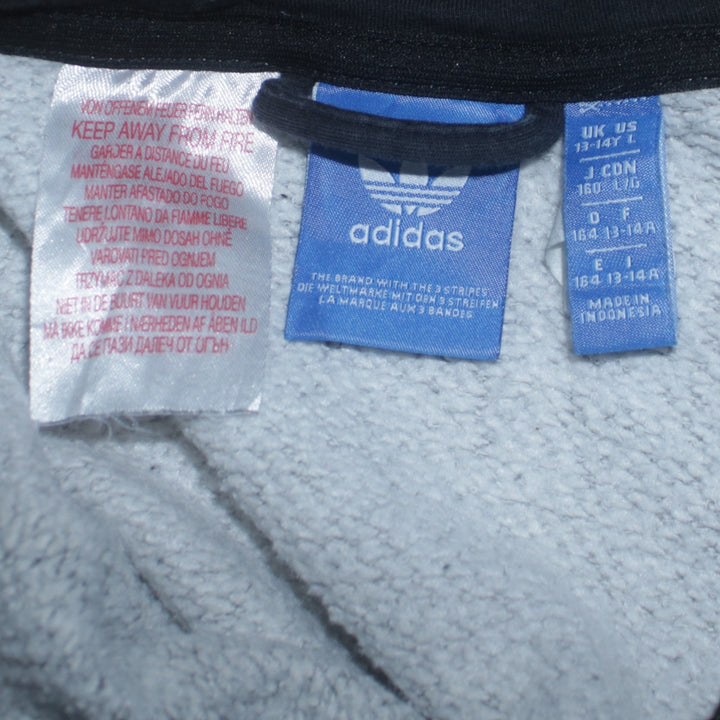 VON OFFENEM FEUER FERN HALTEN
KEEP AWAY FROM FIRE
GARDER A DISTANCE DU FEU
MANTÉNGASE ALEJADO DEL FUEGO
MANTER AFASTADO DO FOGO
TENERE LONTANO DA FIAMME LIBERE
UDRŽUJTE MIMO DOSAH OHNĚ
VAROVATI PRED OGNJEM
TRZYMAĆ Z DALEKA OD OGNIA
NIET IN DE BUURT VAN VUUR HOUDEN
MÅ IKKE KOMME I NÆRHEDEN AF ÅBEN ILD
ДА СЕ ПАЗИ ДАЛЕЧ ОТ ОГЪН
adidas
THE BRAND WITH THE 3 STRIPES
DIE WELTMARKE MIT DEN 3 STREIFEN
LA MARQUE AUX 3 BANDES
UK US
13-14Y L
J CDN
160 L/G
D F
164 13-14A
E I
164 13-14A
MADE IN
INDONESIA